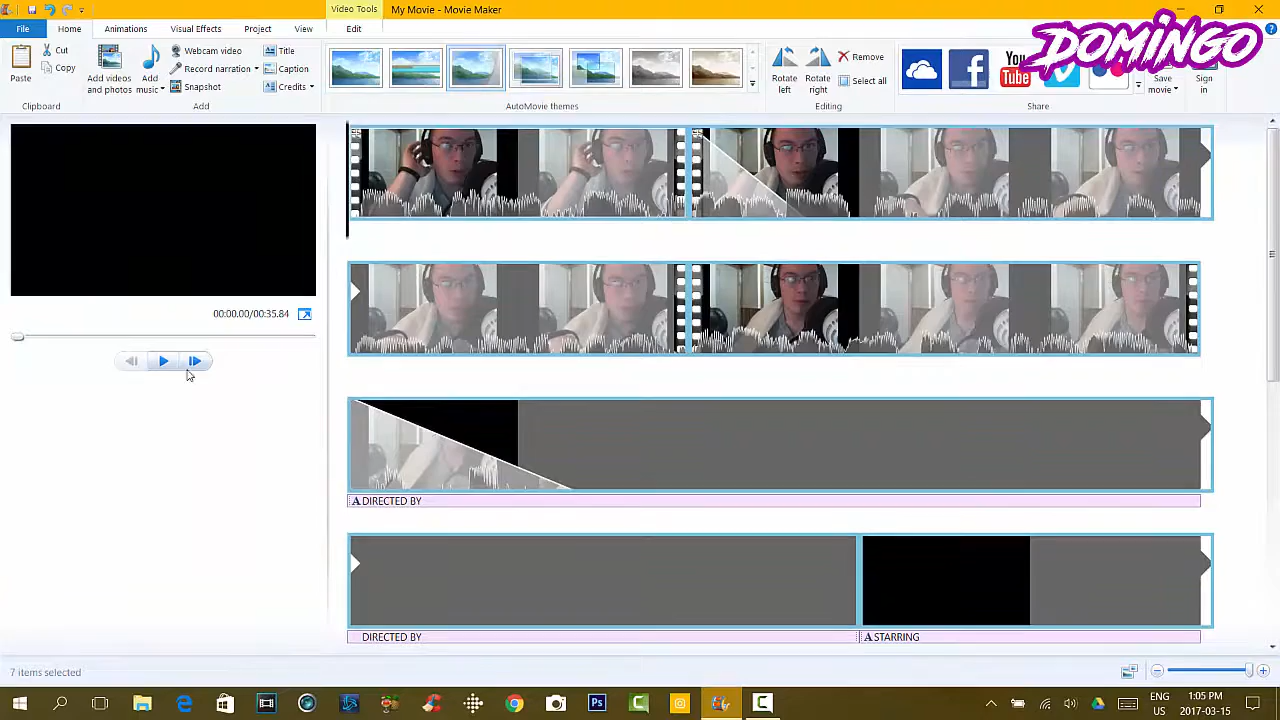 Video Tools
My Movie - Movie Maker
File
Home
Animations
Visual Effects
Project
View
Edit
DOMINGO
Paste
Cut
Copy
Clipboard
Add videos
and photos
Add
music
Webcam video
Record narration
Snapshot
Title
Caption
Credits
Add
AutoMovie themes
Rotate
left
Rotate
right
Remove
Select all
Editing
You
Tube
Share
Save
movie
Sign
in
00:00.00/00:35.84
A DIRECTED BY
DIRECTED BY
A STARRING
7 items selected
Ps
ENG
US
1:05 PM
2017-03-15